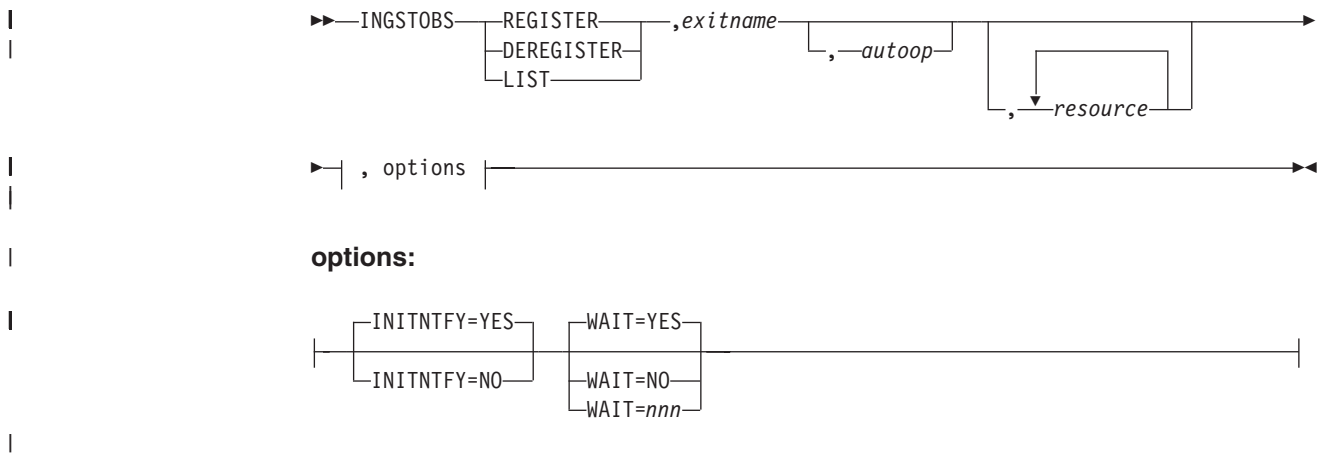 INGSTOBS REGISTER ,exitname
DEREGISTER , autoop
LIST
, resource
, options
options:
INITNTFY=YES WAIT=YES
INITNTFY=NO WAIT=NO
WAIT=nnn